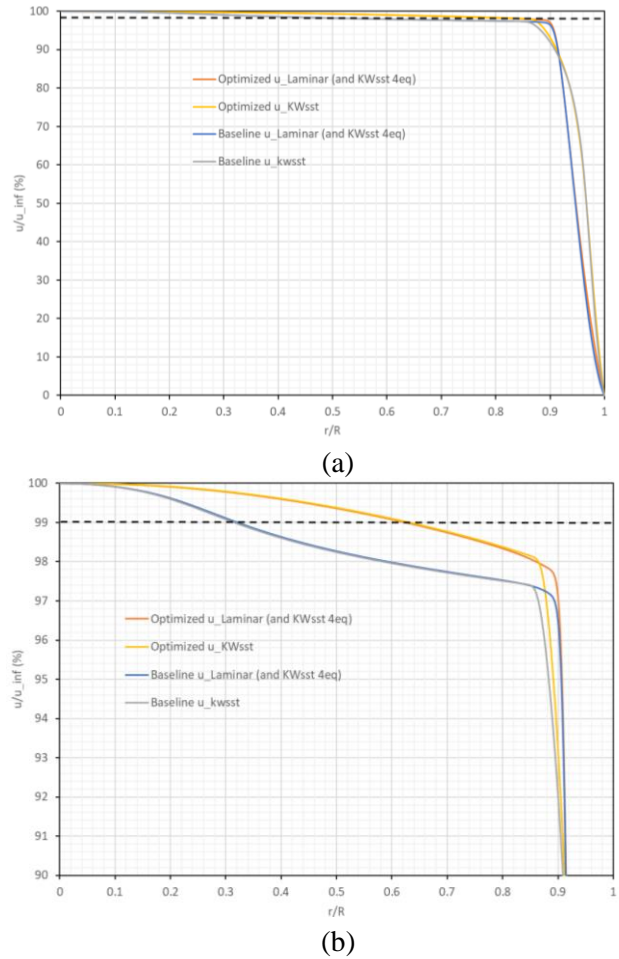 100
90
80
70
60
50
40
30
20
10
0
u/u_inf (%)
Optimized u_Laminar (and KWsst 4eq)
Optimized u_KWsst
Baseline u_Laminar (and KWsst 4eq)
Baseline u_kwsst
0 0.1 0.2 0.3 0.4 0.5 0.6 0.7 0.8 0.9 1
r/R
(a)
100
99
98
97
96
95
94
93
92
91
90
u/u_inf (%)
Optimized u_Laminar (and KWsst 4eq)
Optimized u_KWsst
Baseline u_Laminar (and KWsst 4eq)
Baseline u_kwsst
0 0.1 0.2 0.3 0.4 0.5 0.6 0.7 0.8 0.9 1
r/R
(b)